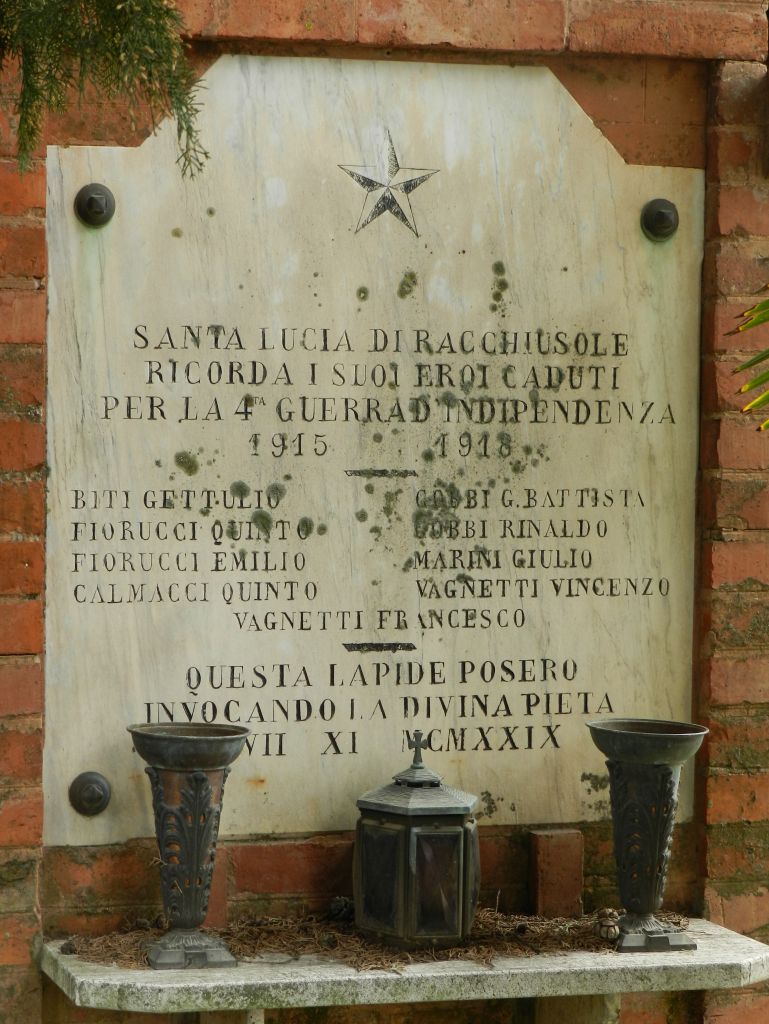 SANTA LUCIA DI RACCHIUSOLE
RICORDA I SUOI EROI CADUTI
PER LA 4TA GUERRA D'INDIPENDENZA
1915 1918
BITI GETTULIO GOBBI G. BATTISTA
FIORUCCI QUINTO GOBBI RINALDO
FIORUCCI EMILIO MARINI GIULIO
CALMACCI QUINTO VAGNETTI VINCENZO
VAGNETTI FRANCESCO
QUESTA LAPIDE POSERO
INVOCANDO LA DIVINA PIETA
XI MCMXXIX